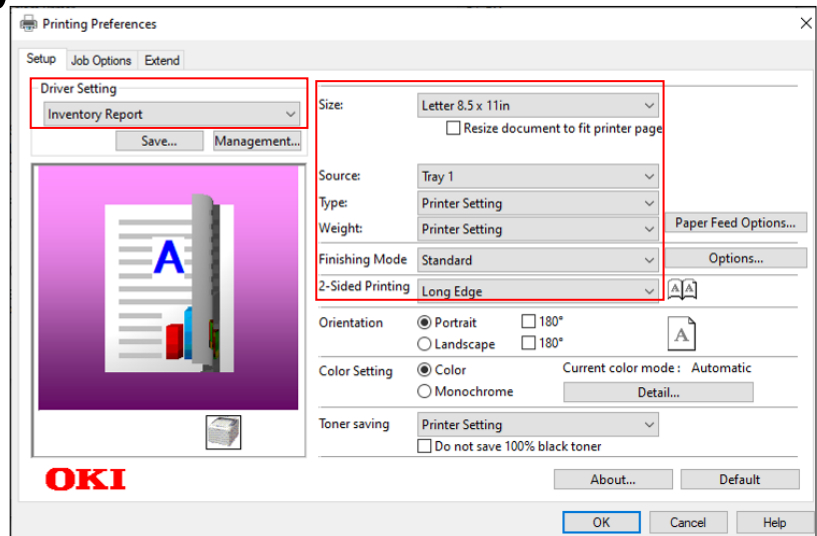 Printing Preferences
Setup Job Options Extend
Driver Setting
Inventory Report
Save... Management...
A
OKI
Size: Letter 8.5 x 11in
Resize document to fit printer page
Source: Tray 1
Type: Printer Setting
Weight: Printer Setting Paper Feed Options...
Finishing Mode Standard Options...
2-Sided Printing Long Edge A A
Orientation Portrait 180°
Landscape 180°
A
Color Setting Color Current color mode : Automatic
Monochrome Detail...
Toner saving Printer Setting
Do not save 100% black toner
About... Default
OK Cancel Help